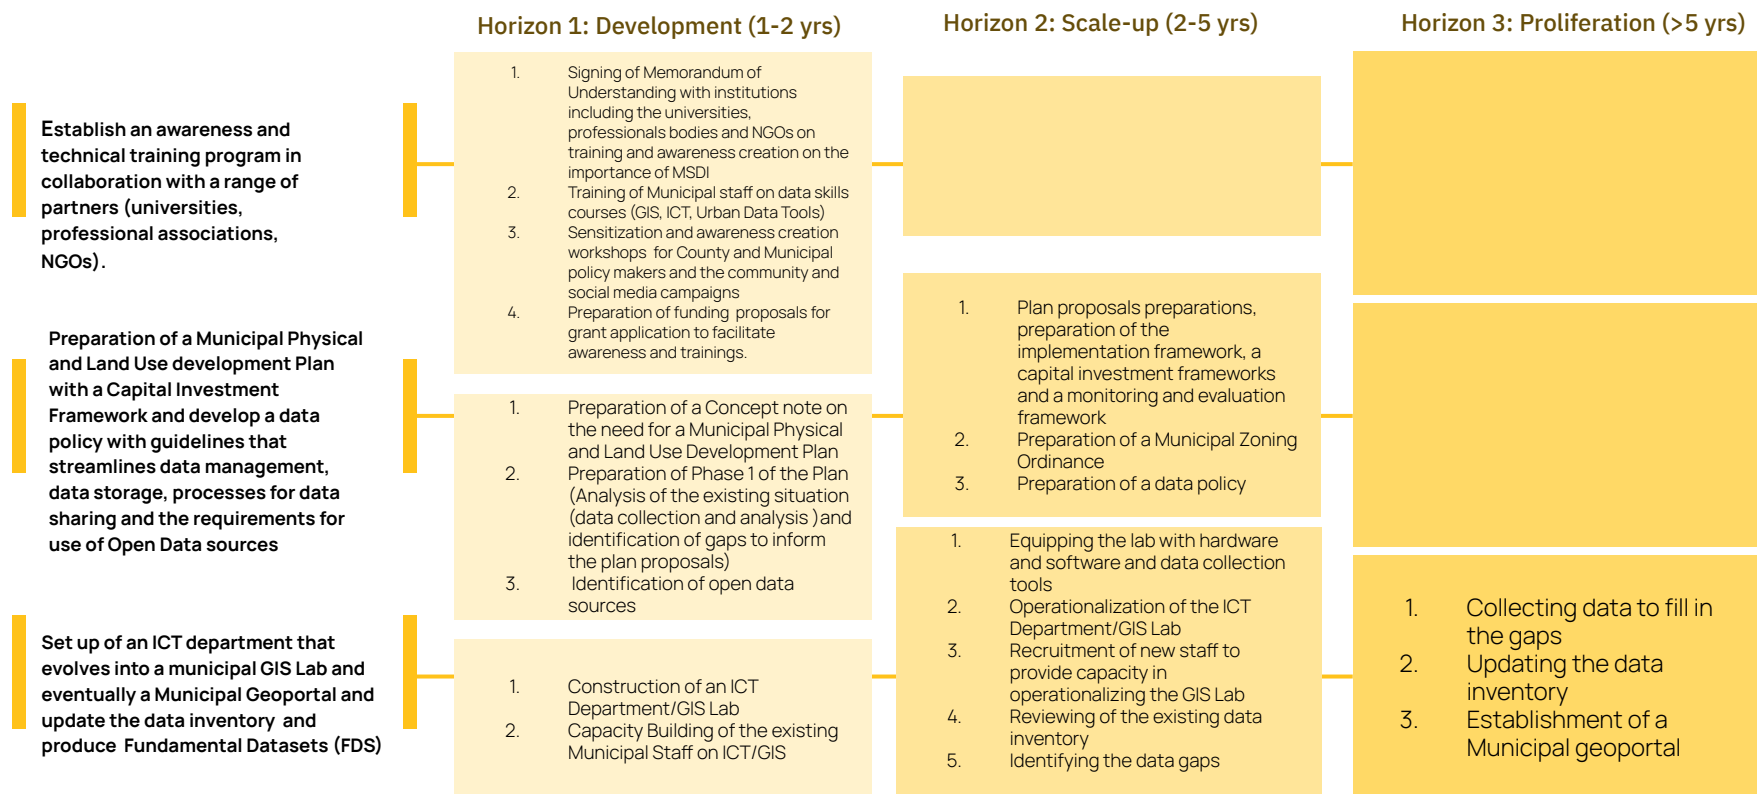 Horizon 1: Development (1-2 yrs)
Horizon 2: Scale-up (2-5 yrs)
Horizon 3: Proliferation (>5 yrs)
Establish an awareness and
technical training program in
collaboration with a range of
partners (universities,
professional associations,
NGOs).
1. Signing of Memorandum of
Understanding with institutions
including the universities,
professionals bodies and NGOs on
training and awareness creation on the
importance of MSDI
2. Training of Municipal staff on data skills
courses (GIS, ICT, Urban Data Tools)
3. Sensitization and awareness creation
workshops for County and Municipal
policy makers and the community and
social media campaigns
4. Preparation of funding proposals for
grant application to facilitate
awareness and trainings.
Preparation of a Municipal Physical
and Land Use development Plan
with a Capital Investment
Framework and develop a data
policy with guidelines that
streamlines data management,
data storage, processes for data
sharing and the requirements for
use of Open Data sources
1. Preparation of a Concept note on
the need for a Municipal Physical
and Land Use Development Plan
2. Preparation of Phase 1 of the Plan
(Analysis of the existing situation
(data collection and analysis )and
identification of gaps to inform
the plan proposals)
3. Identification of open data
sources
1. Plan proposals preparations,
preparation of the
implementation framework, a
capital investment frameworks
and a monitoring and evaluation
framework
2. Preparation of a Municipal Zoning
Ordinance
3. Preparation of a data policy
Set up of an ICT department that
evolves into a municipal GIS Lab and
eventually a Municipal Geoportal and
update the data inventory and
produce Fundamental Datasets (FDS)
1. Construction of an ICT
Department/GIS Lab
2. Capacity Building of the existing
Municipal Staff on ICT/GIS
1. Equipping the lab with hardware
and software and data collection
tools
2. Operationalization of the ICT
Department/GIS Lab
3. Recruitment of new staff to
provide capacity in
operationalizing the GIS Lab
4. Reviewing of the existing data
inventory
5. Identifying the data gaps
1. Collecting data to fill in
the gaps
2. Updating the data
inventory
3. Establishment of a
Municipal geoportal